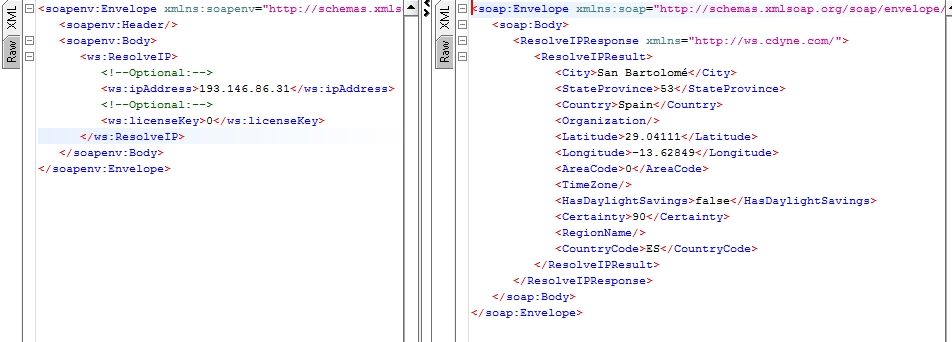 XML
Raw
<soapenv:Envelope xmlns:soapenv="http://schemas.xmls
<soapenv:Header/>
<soapenv:Body>
<ws:ResolveIP>
<!--Optional:-->
<ws:ipAddress>193.146.86.31</ws:ipAddress>
<!--Optional:-->
<ws:licenseKey>0</ws:licenseKey>
</ws:ResolveIP>
</soapenv:Body>
</soapenv:Envelope>
XML
Raw
<soap:Envelope xmlns:soap="http://schemas.xmlsoap.org/soap/envelope/
<soap:Body>
<ResolveIPResponse xmlns="http://ws.cdyne.com/">
<ResolveIPResult>
<City>San Bartolomé</City>
<StateProvince>53</StateProvince>
<Country>Spain</Country>
<Organization/>
<Latitude>29.04111</Latitude>
<Longitude>-13.62849</Longitude>
<AreaCode>0</AreaCode>
<TimeZone/>
<HasDaylightSavings>false</HasDaylightSavings>
<Certainty>90</Certainty>
<RegionName/>
<CountryCode>ES</CountryCode>
</ResolveIPResult>
</ResolveIPResponse>
</soap:Body>
</soap:Envelope>